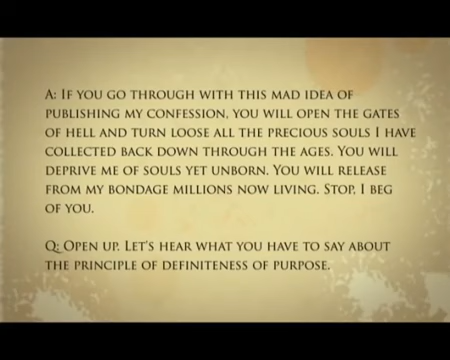 A: If you go through with this mad idea of
publishing my confession, you will open the gates
of hell and turn loose all the precious souls I have
collected back down through the ages. You will
deprive me of souls yet unborn. You will release
from my bondage millions now living. Stop, I beg
of you.
Q: Open up. Let's hear what you have to say about
the principle of definiteness of purpose.